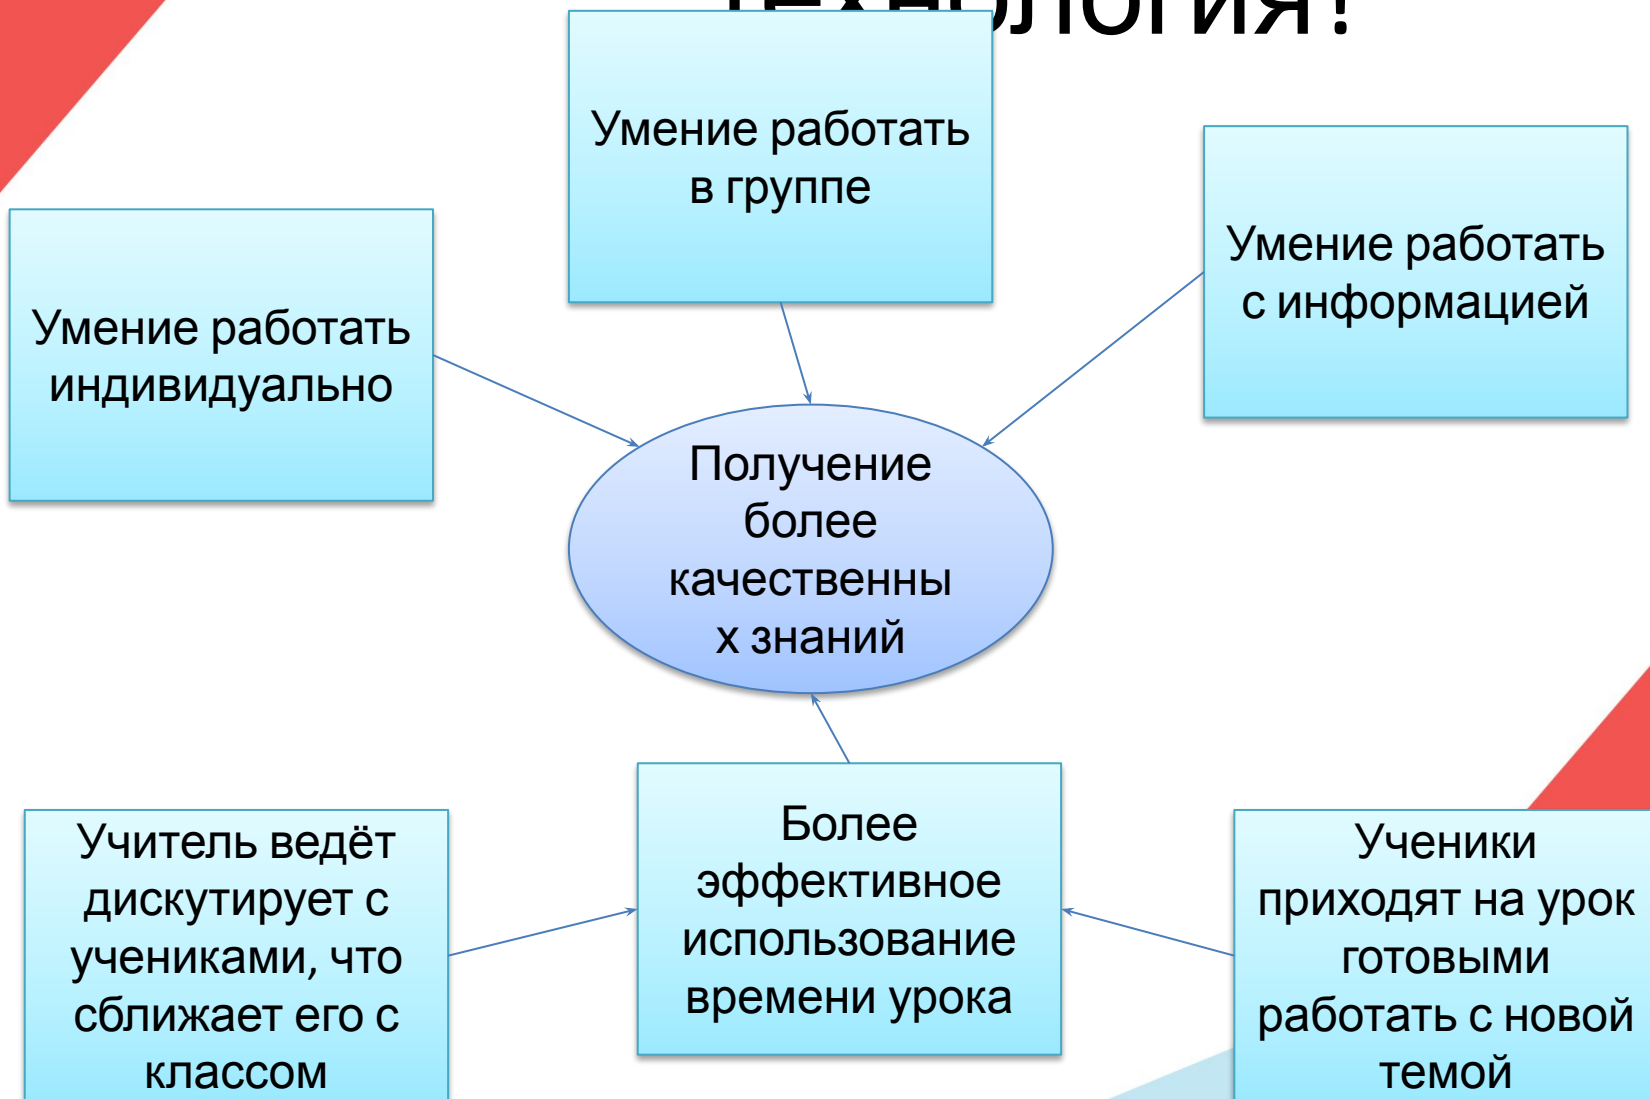 технология?
Умение работать
в группе
Умение работать
с информацией
Умение работать
индивидуально
Получение
более
качественны
х знаний
Учитель ведёт
дискутирует с
учениками, что
сближает его с
классом
Более
эффективное
использование
времени урока
Ученики
приходят на урок
готовыми
работать с новой
темой